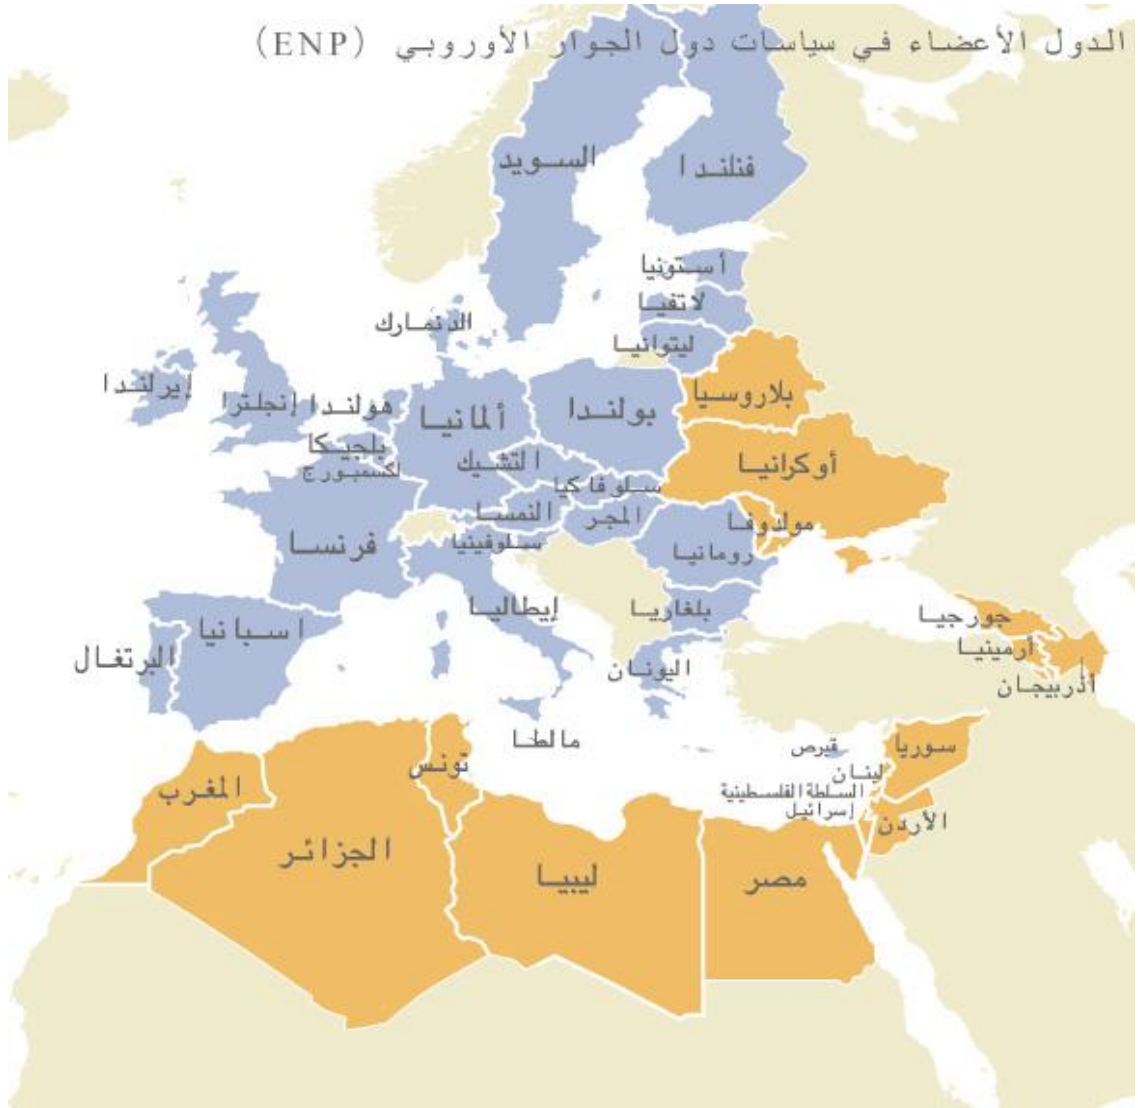 الدول الأعضاء في سياسات دول الجوار الأوروبي (ENP)
السويد
فنلندا
أستونيا
لاتفيا
الدنمارك
ليتوانيا
إيرلندا
إنجلترا
هولندا
ألمانيا
بولندا
بلاروسيا
بلجيكا
لكسمبورج
التشيك
سلوفاكيا
أوكرانيا
النمسا
المجر
مولدوفا
فرنسا
سلوفينيا
رومانيا
إيطاليا
بلغاريا
جورجيا
اسبانيا
أرمينيا
البرتغال
اليونان
أذربيجان
مالطا
قبرص
سوريا
تونس
لبنان
المغرب
السلطة الفلسطينية
إسرائيل
الأردن
الجزائر
ليبيا
مصر